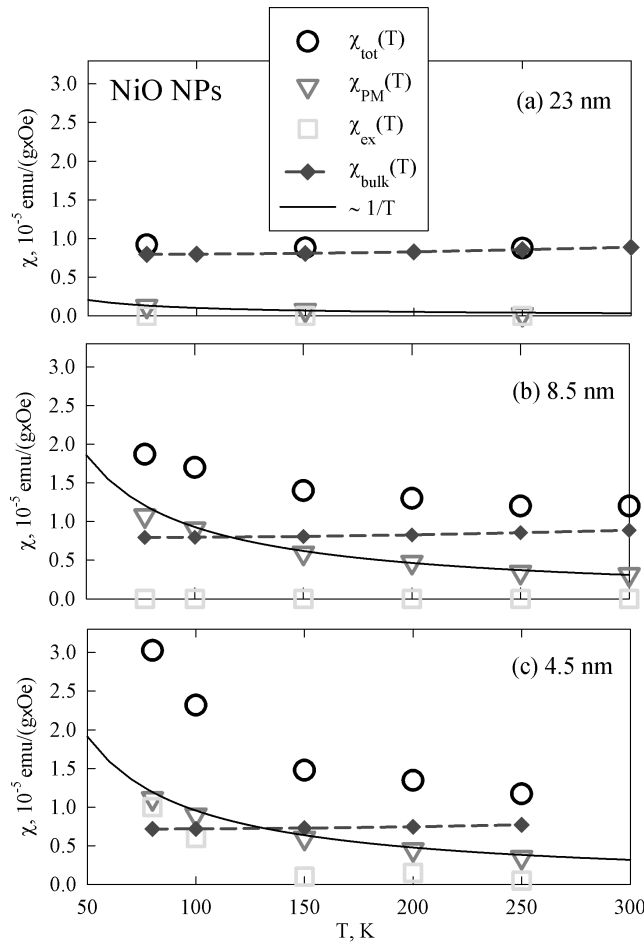 χtot(T)
χPM(T)
χex(T)
χbulk(T)
~ 1/T
NiO NPs
(a) 23 nm
3.0
2.5
2.0
1.5
1.0
0.5
0.0
χ, 10-5 emu/(gxOe)
(b) 8.5 nm
3.0
2.5
2.0
1.5
1.0
0.5
0.0
χ, 10-5 emu/(gxOe)
(c) 4.5 nm
3.0
2.5
2.0
1.5
1.0
0.5
0.0
χ, 10-5 emu/(gxOe)
50 100 150 200 250 300
T, K